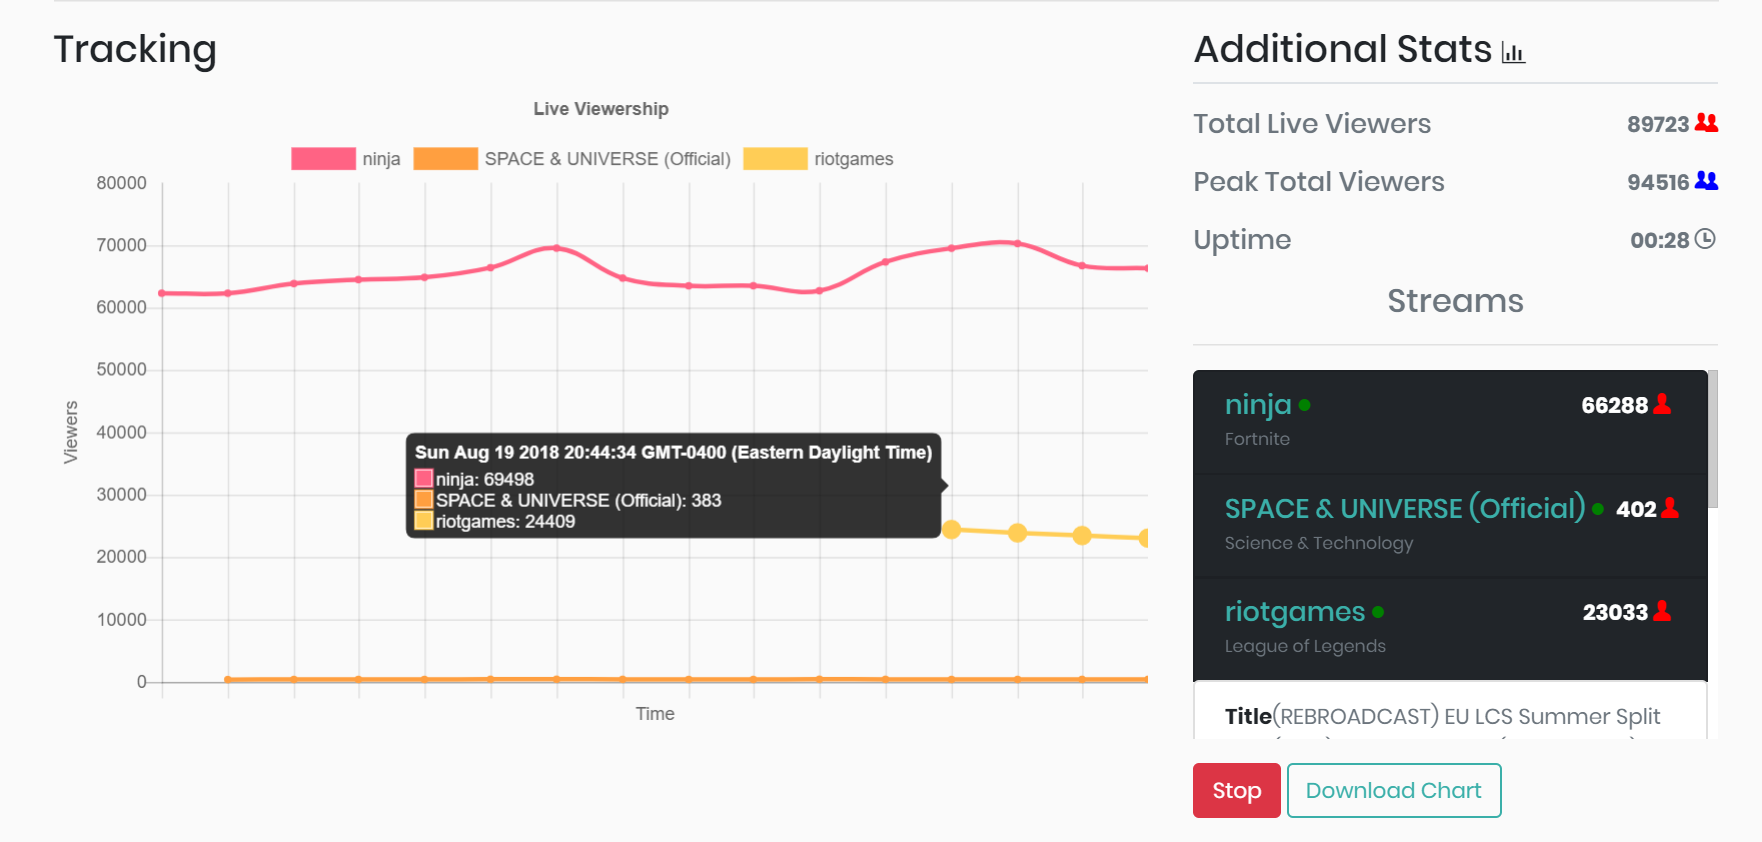 Tracking
Live Viewership
ninja SPACE & UNIVERSE (Official) riotgames
80000
70000
60000
50000
40000
30000
20000
10000
0
Viewers
Sun Aug 19 2018 20:44:34 GMT-0400 (Eastern Daylight Time)
ninja: 69498
SPACE & UNIVERSE (Official): 383
riotgames: 24409
Time
Additional Stats
Total Live Viewers 89723
Peak Total Viewers 94516
Uptime 00:28
Streams
ninja 66288
Fortnite
SPACE & UNIVERSE (Official) 402
Science & Technology
riotgames 23033
League of Legends
Title(REBROADCAST) EU LCS Summer Split
Stop Download Chart